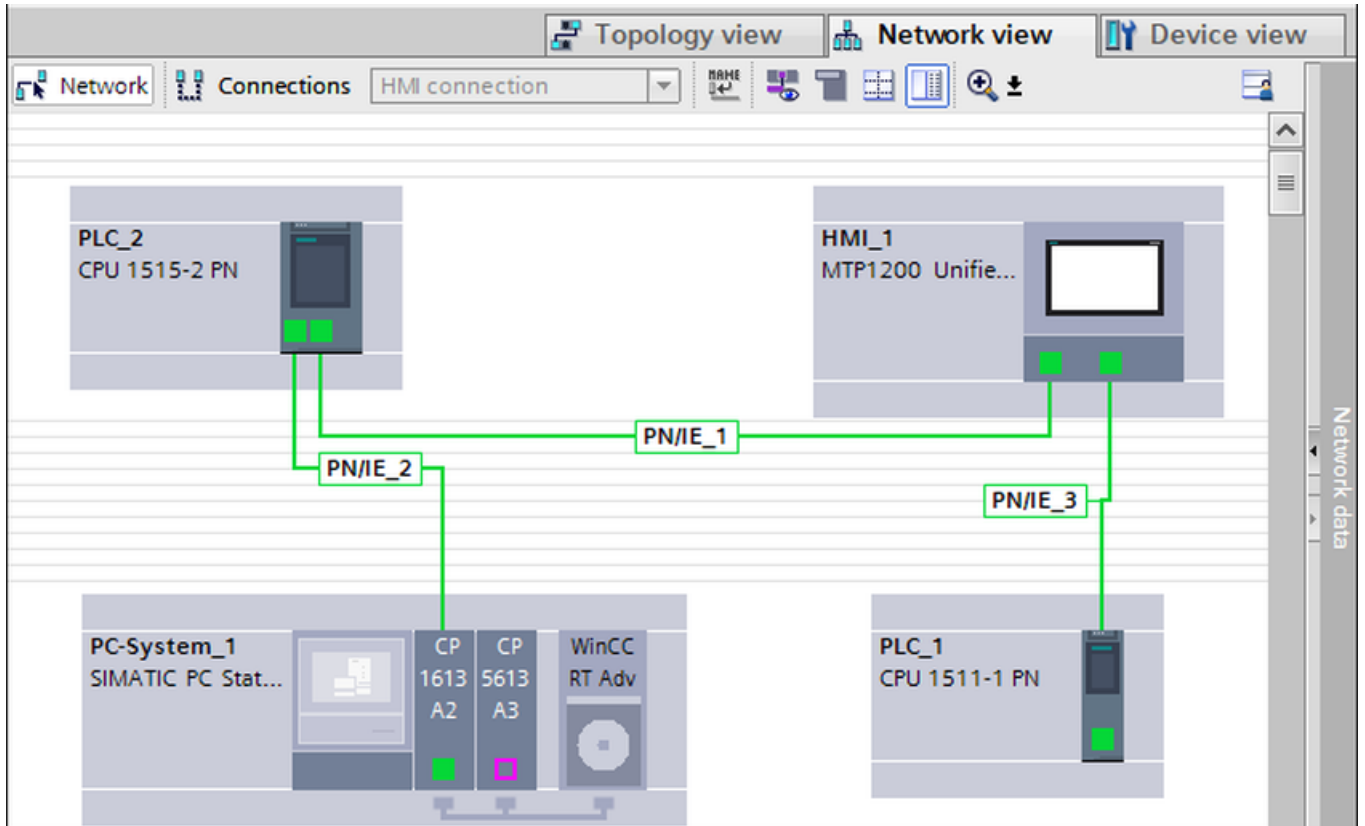 Topology view
Network view
Device view
Network
Connections
HMI connection
NAME
PLC_2
CPU 1515-2 PN
HMI_1
MTP1200 Unifie...
PN/IE_1
PN/IE_2
PN/IE_3
Network data
PC-System_1
SIMATIC PC Stat...
CP
1613
A2
CP
5613
A3
WinCC
RT Adv
PLC_1
CPU 1511-1 PN